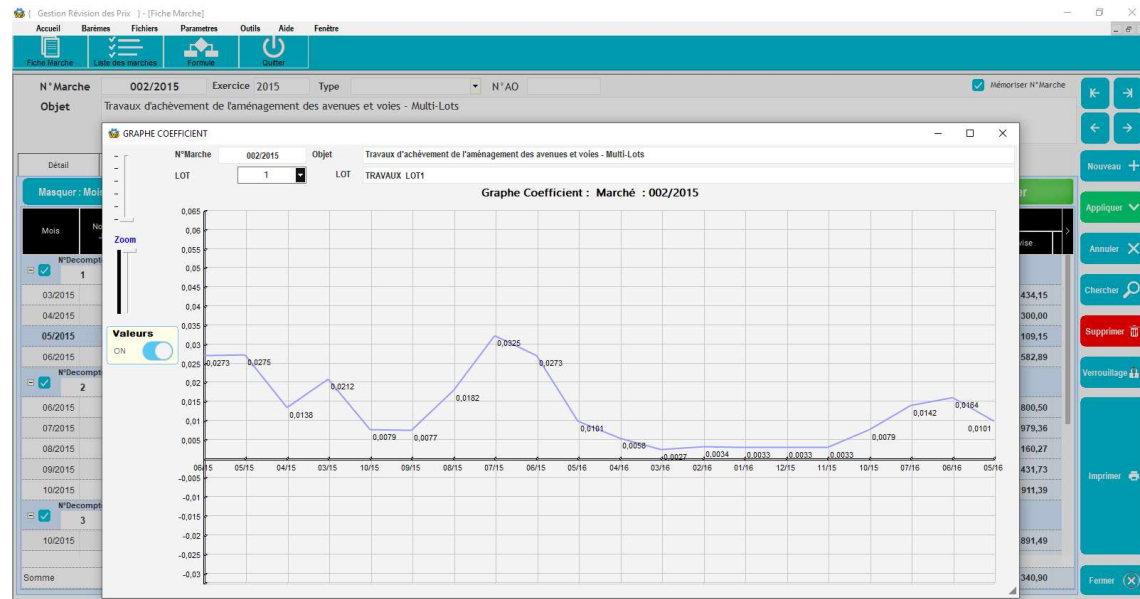 [ Gestion Révision des Prix ] - [Fiche Marche]
Accueil Barèmes Fichiers Parametres Outils Aide Fenêtre
Fiche Marche Liste des marchés Formule Quitter
N°Marche 002/2015 Exercice 2015 Type N°AO Mémoriser N°Marche
Objet Travaux d'achèvement de l'aménagement des avenues et voies - Multi-Lots
GRAPHE COEFFICIENT
N°Marche 002/2015 Objet Travaux d'achèvement de l'aménagement des avenues et voies - Multi-Lots
LOT 1 LOT TRAVAUX LOT1
Graphe Coefficient : Marché : 002/2015
Zoom
Valeurs
ON
0,065
0,06
0,055
0,05
0,045
0,04
0,035
0,03
0,025
0,02
0,015
0,01
0,005
-0,005
-0,01
-0,015
-0,02
-0,025
-0,03
0,0273 0,0275 0,0138 0,0212 0,0079 0,0077 0,0182 0,0325 0,0273 0,0101 0,0058 0,0027 0,0034 0,0033 0,0033 0,0033 0,0079 0,0142 0,0164 0,0101
06/15 05/15 04/15 03/15 10/15 09/15 08/15 07/15 06/15 05/16 04/16 03/16 02/16 01/16 12/15 11/15 10/15 07/16 06/16 05/16
Détail
Masquer : Moi
Mois
N°Decompt
1
03/2015 434,15
04/2015 300,00
05/2015 109,15
06/2015 582,89
N°Decompt
2
06/2015 800,50
07/2015 979,36
08/2015 160,27
09/2015 431,73
10/2015 911,39
N°Decompt
3
10/2015 891,49
Somme 340,90
Nouveau
Appliquer
Annuler
Chercher
Supprimer
Verrouillage
Imprimer
Fermer